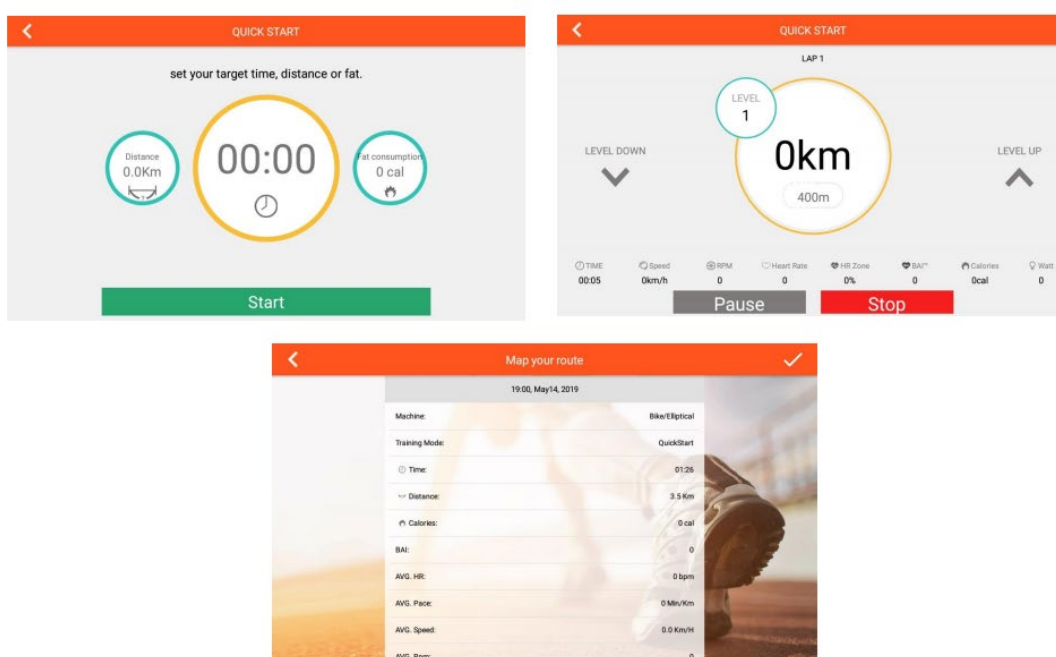 QUICK START
set your target time, distance or fat.
Distance
0.0Km
00:00
Fat consumption
0 cal
Start
QUICK START
LAP 1
LEVEL
1
LEVEL DOWN
0km
400m
LEVEL UP
TIME Speed RPM Heart Rate HR Zone BAI™ Calories Watt
00:05 0km/h 0 0 0% 0 0cal 0
Pause Stop
Map your route
19:00, May14, 2019
Machine: Bike/Elliptical
Training Mode: QuickStart
Time: 01:26
Distance: 3.5 Km
Calories: 0 cal
BAI: 0
AVG. HR: 0 bpm
AVG. Pace: 0 Min/Km
AVG. Speed: 0.0 Km/H
AVG. Rpm: 0